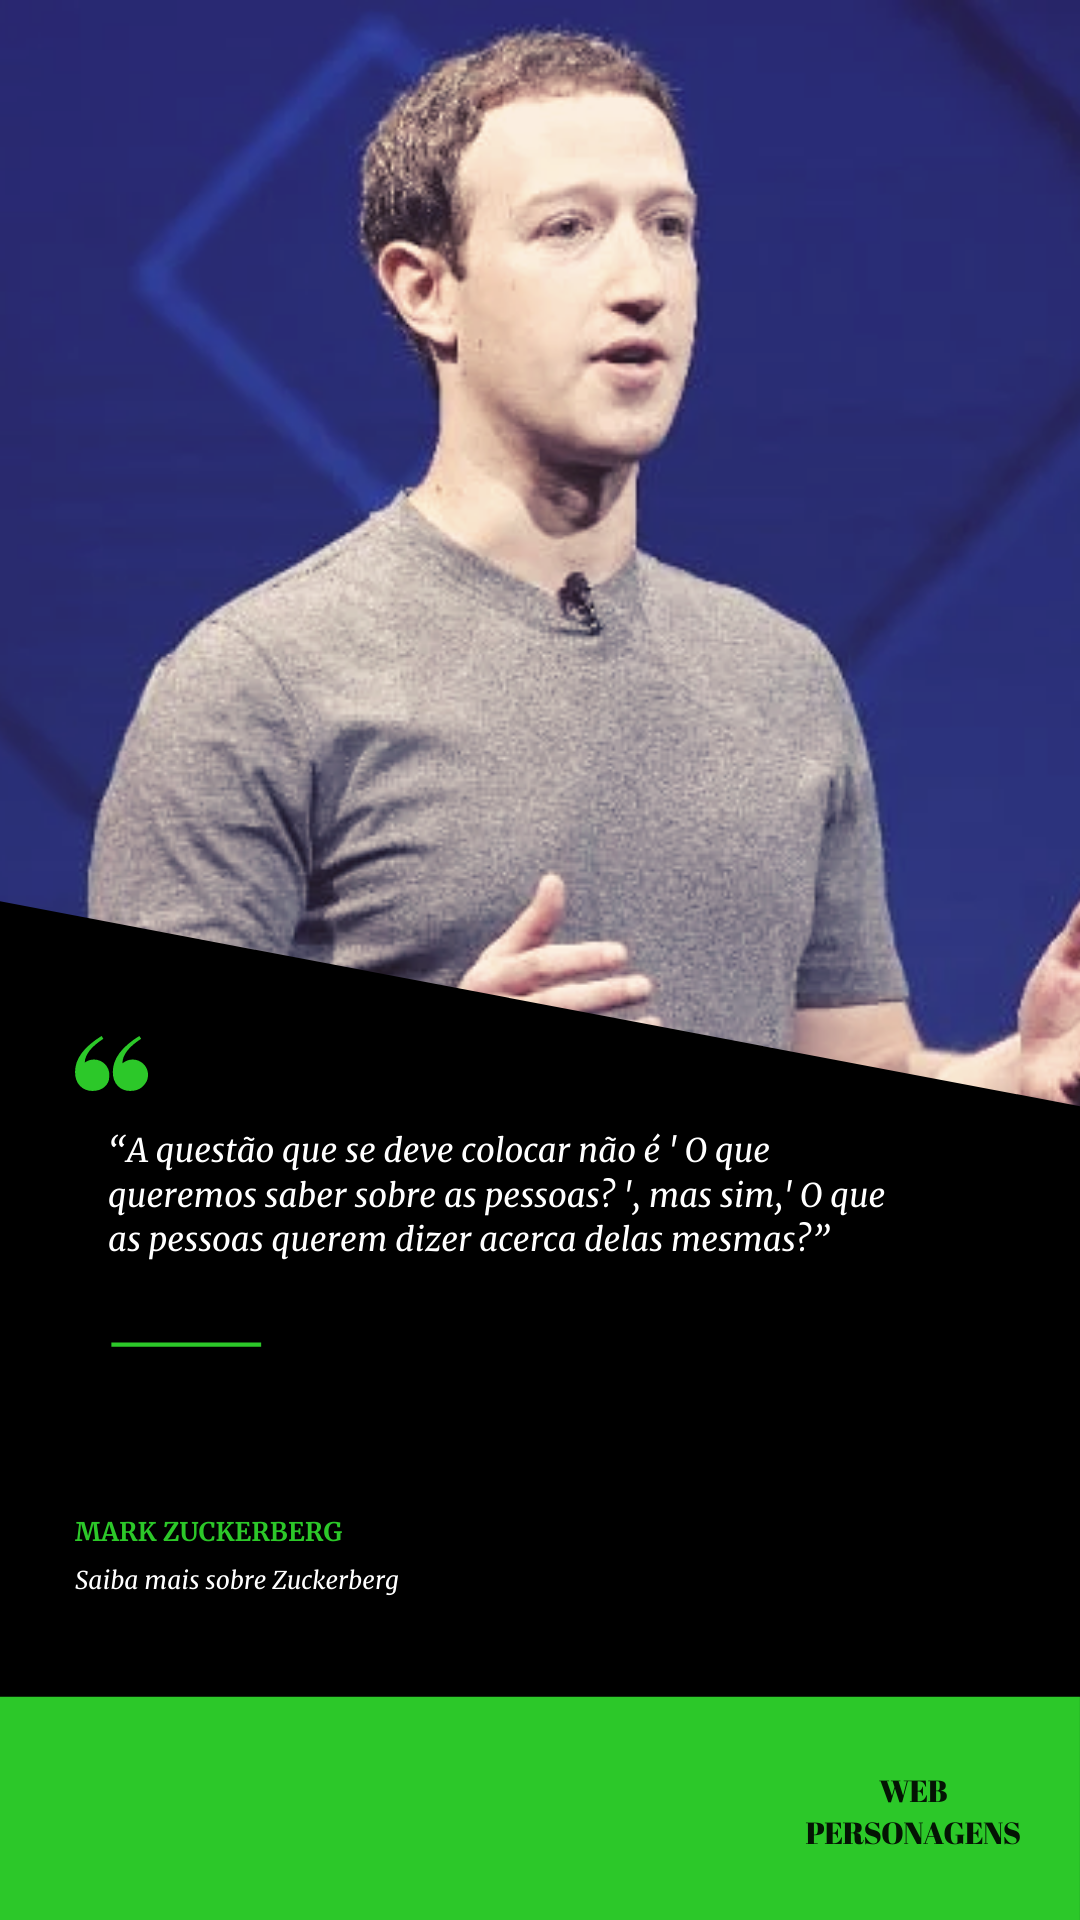 “A questão que se deve colocar não é ' O que
queremos saber sobre as pessoas? ', mas sim,' O que
as pessoas querem dizer acerca delas mesmas?”
MARK ZUCKERBERG
Saiba mais sobre Zuckerberg
WEB
PERSONAGENS